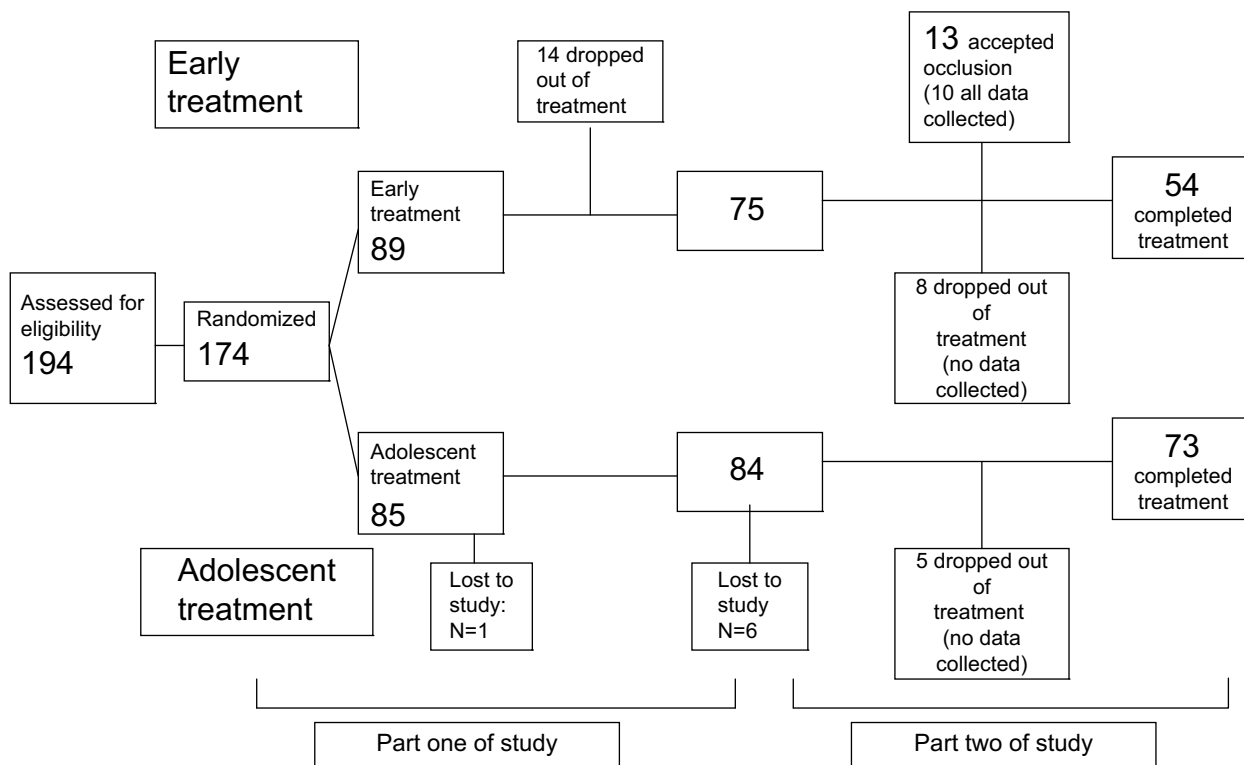 Early
treatment
14 dropped
out of
treatment
13 accepted
occlusion
(10 all data
collected)
Early
treatment
89
75
54
completed
treatment
Assessed for
eligibility
194
Randomized
174
8 dropped out
of
treatment
(no data
collected)
Adolescent
treatment
85
84
73
completed
treatment
Adolescent
treatment
Lost to
study:
N=1
Lost to
study
N=6
5 dropped out
of
treatment
(no data
collected)
Part one of study
Part two of study